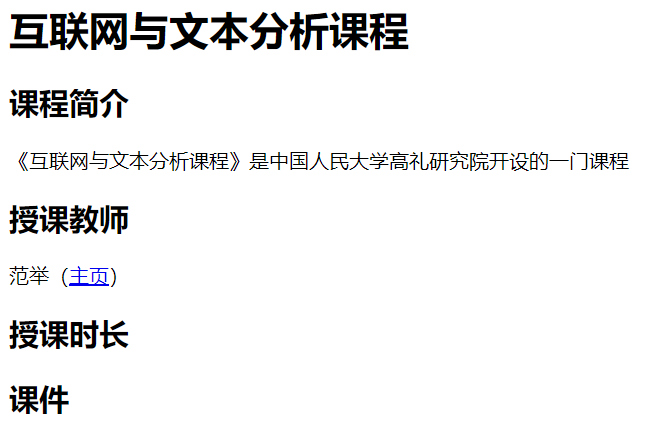 互联网与文本分析课程
课程简介
《互联网与文本分析课程》是中国人民大学高礼研究院开设的一门课程
授课教师
范举（主页）
授课时长
课件